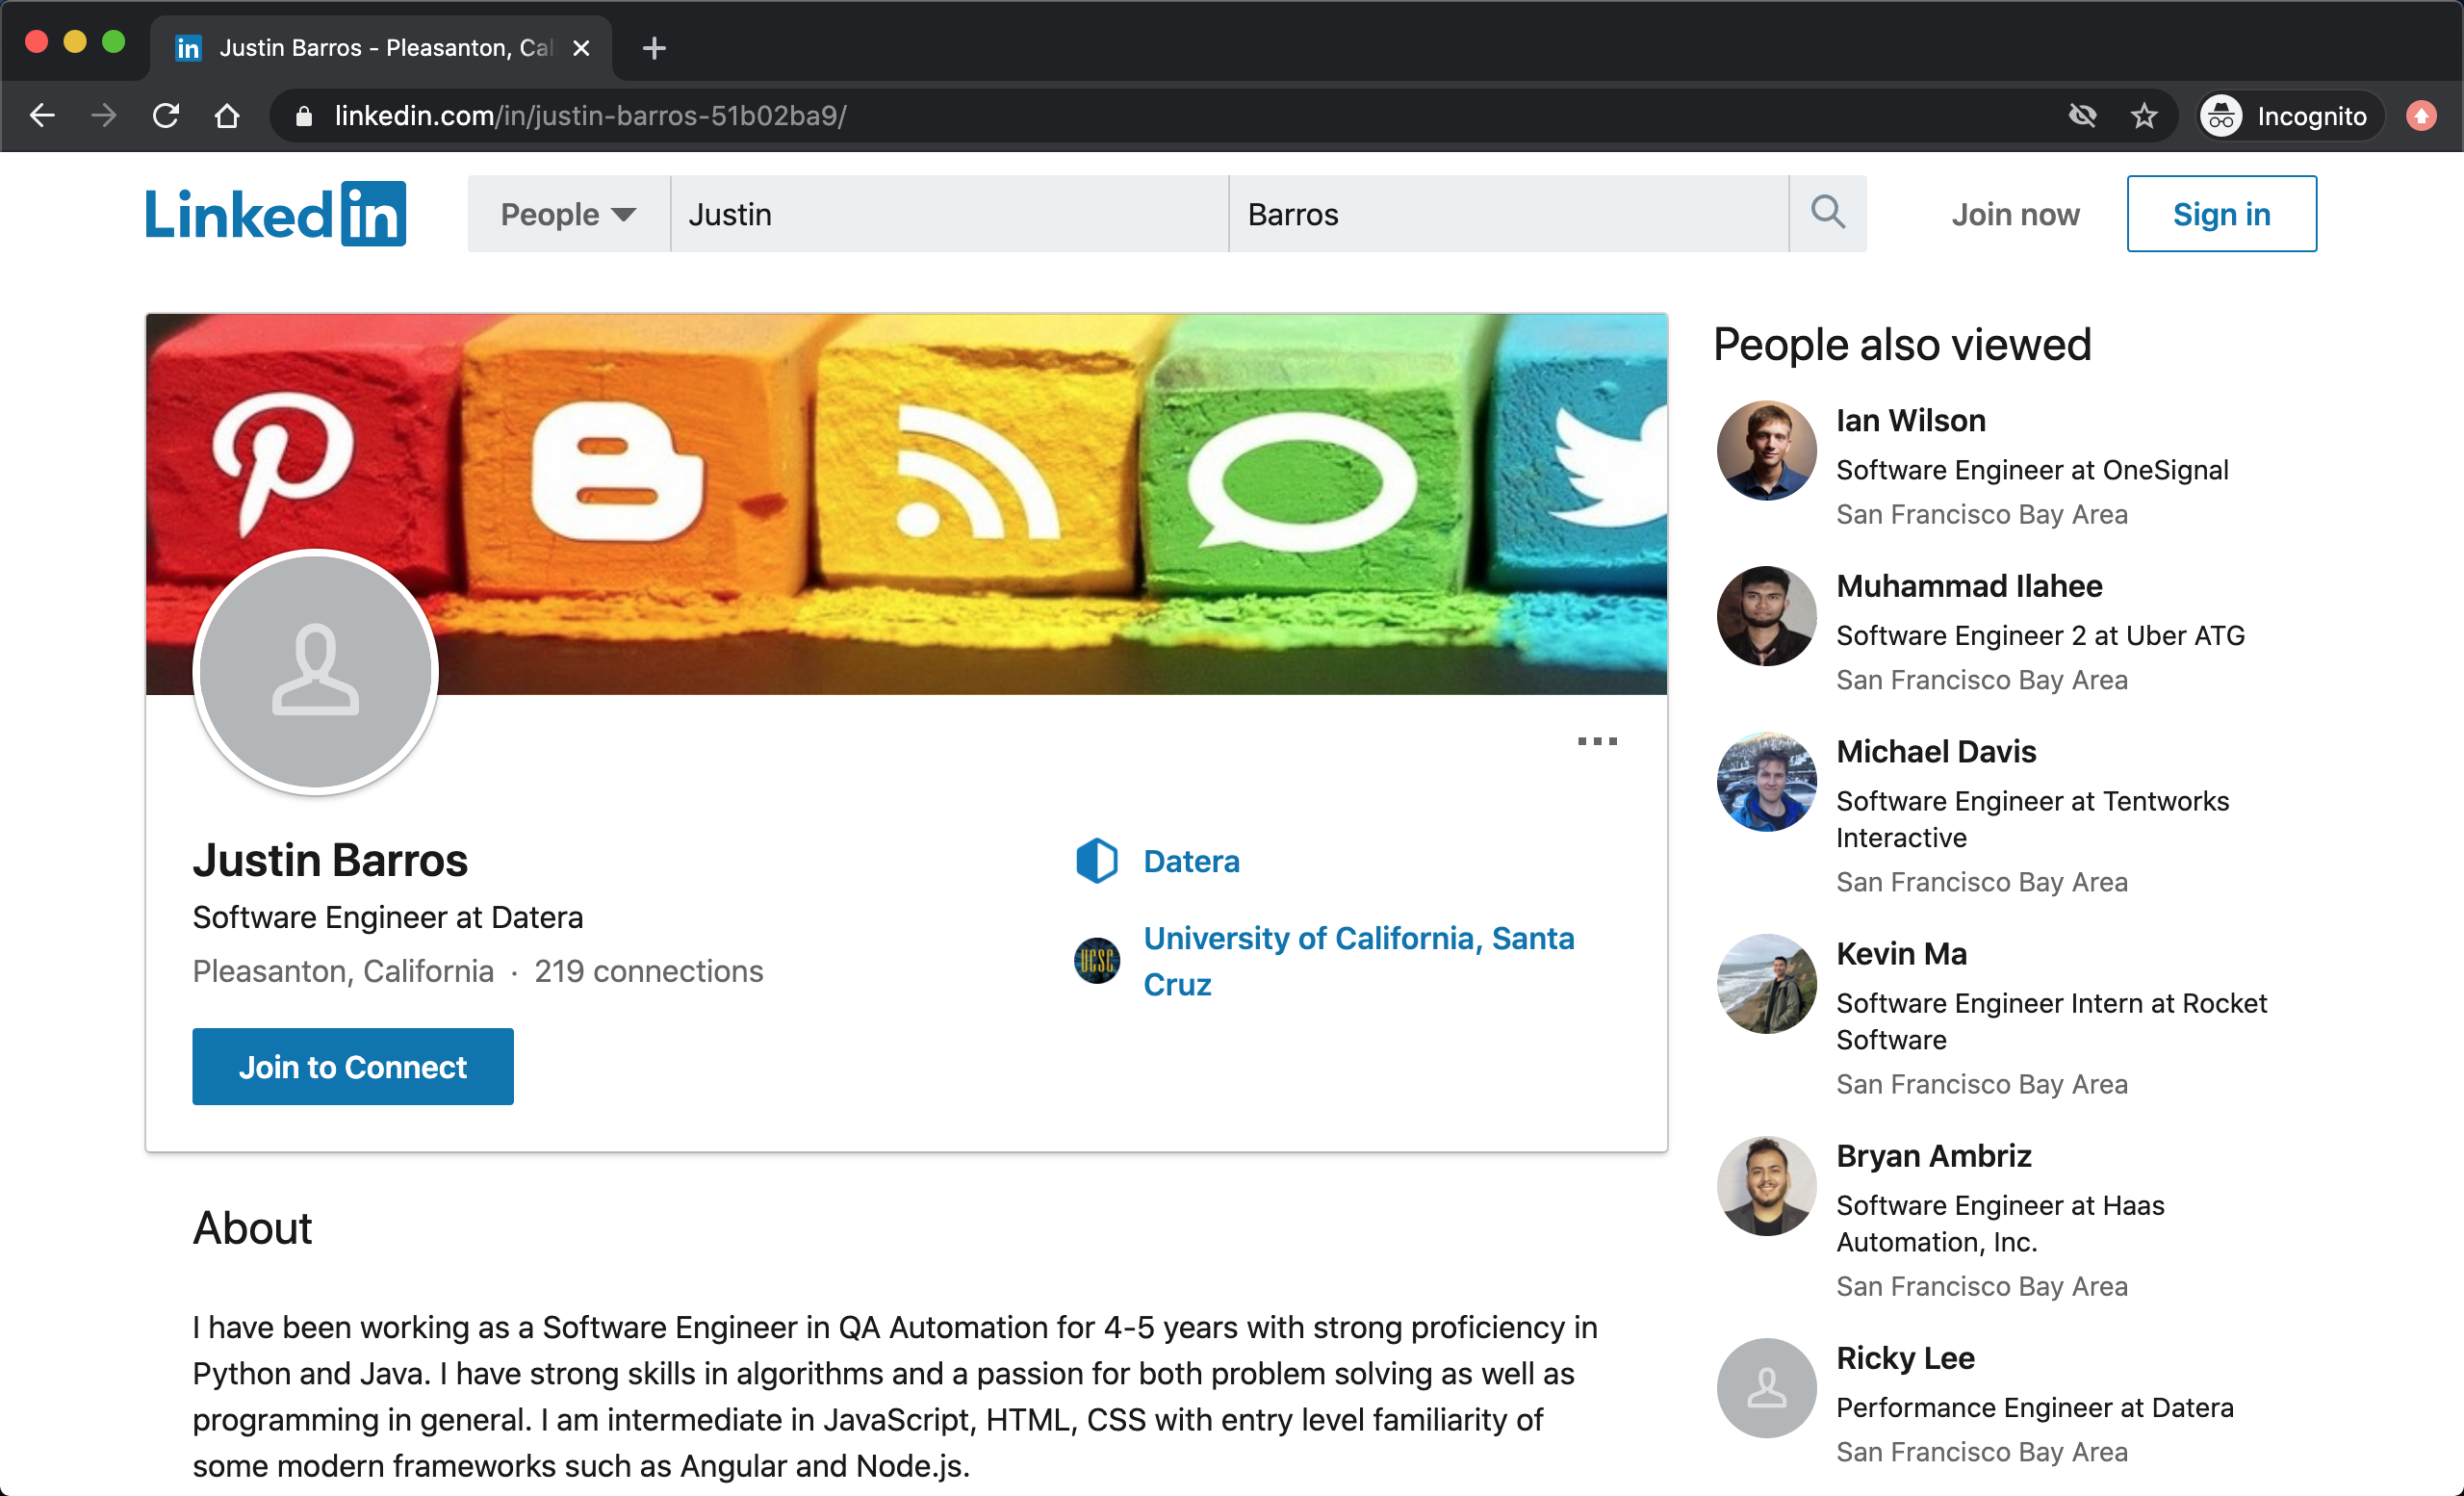 Justin Barros - Pleasanton, Cal
linkedin.com/in/justin-barros-51b02ba9/
Incognito
Linked in
People
Justin
Barros
Join now
Sign in
Justin Barros
Software Engineer at Datera
Pleasanton, California · 219 connections
Join to Connect
Datera
UCSC
University of California, Santa
Cruz
About
I have been working as a Software Engineer in QA Automation for 4-5 years with strong proficiency in
Python and Java. I have strong skills in algorithms and a passion for both problem solving as well as
programming in general. I am intermediate in JavaScript, HTML, CSS with entry level familiarity of
some modern frameworks such as Angular and Node.js.
People also viewed
Ian Wilson
Software Engineer at OneSignal
San Francisco Bay Area
Muhammad Ilahee
Software Engineer 2 at Uber ATG
San Francisco Bay Area
Michael Davis
Software Engineer at Tentworks
Interactive
San Francisco Bay Area
Kevin Ma
Software Engineer Intern at Rocket
Software
San Francisco Bay Area
Bryan Ambriz
Software Engineer at Haas
Automation, Inc.
San Francisco Bay Area
Ricky Lee
Performance Engineer at Datera
San Francisco Bay Area